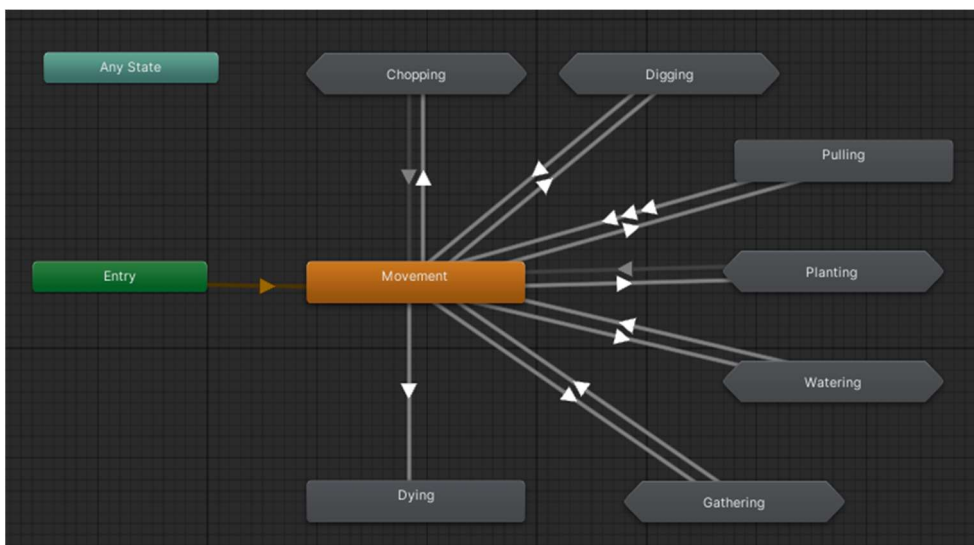 Any State
Chopping
Digging
Pulling
Entry
Movement
Planting
Watering
Dying
Gathering